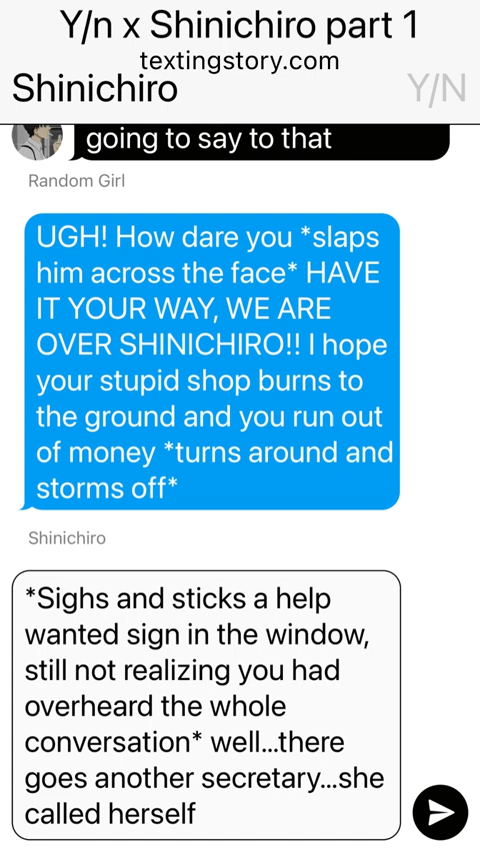 Y/n x Shinichiro part 1
textingstory.com
Shinichiro
Y/N
going to say to that
Random Girl
UGH! How dare you *slaps
him across the face* HAVE
IT YOUR WAY, WE ARE
OVER SHINICHIRO!! I hope
your stupid shop burns to
the ground and you run out
of money *turns around and
storms off*
Shinichiro
*Sighs and sticks a help
wanted sign in the window,
still not realizing you had
overheard the whole
conversation* well...there
goes another secretary...she
called herself